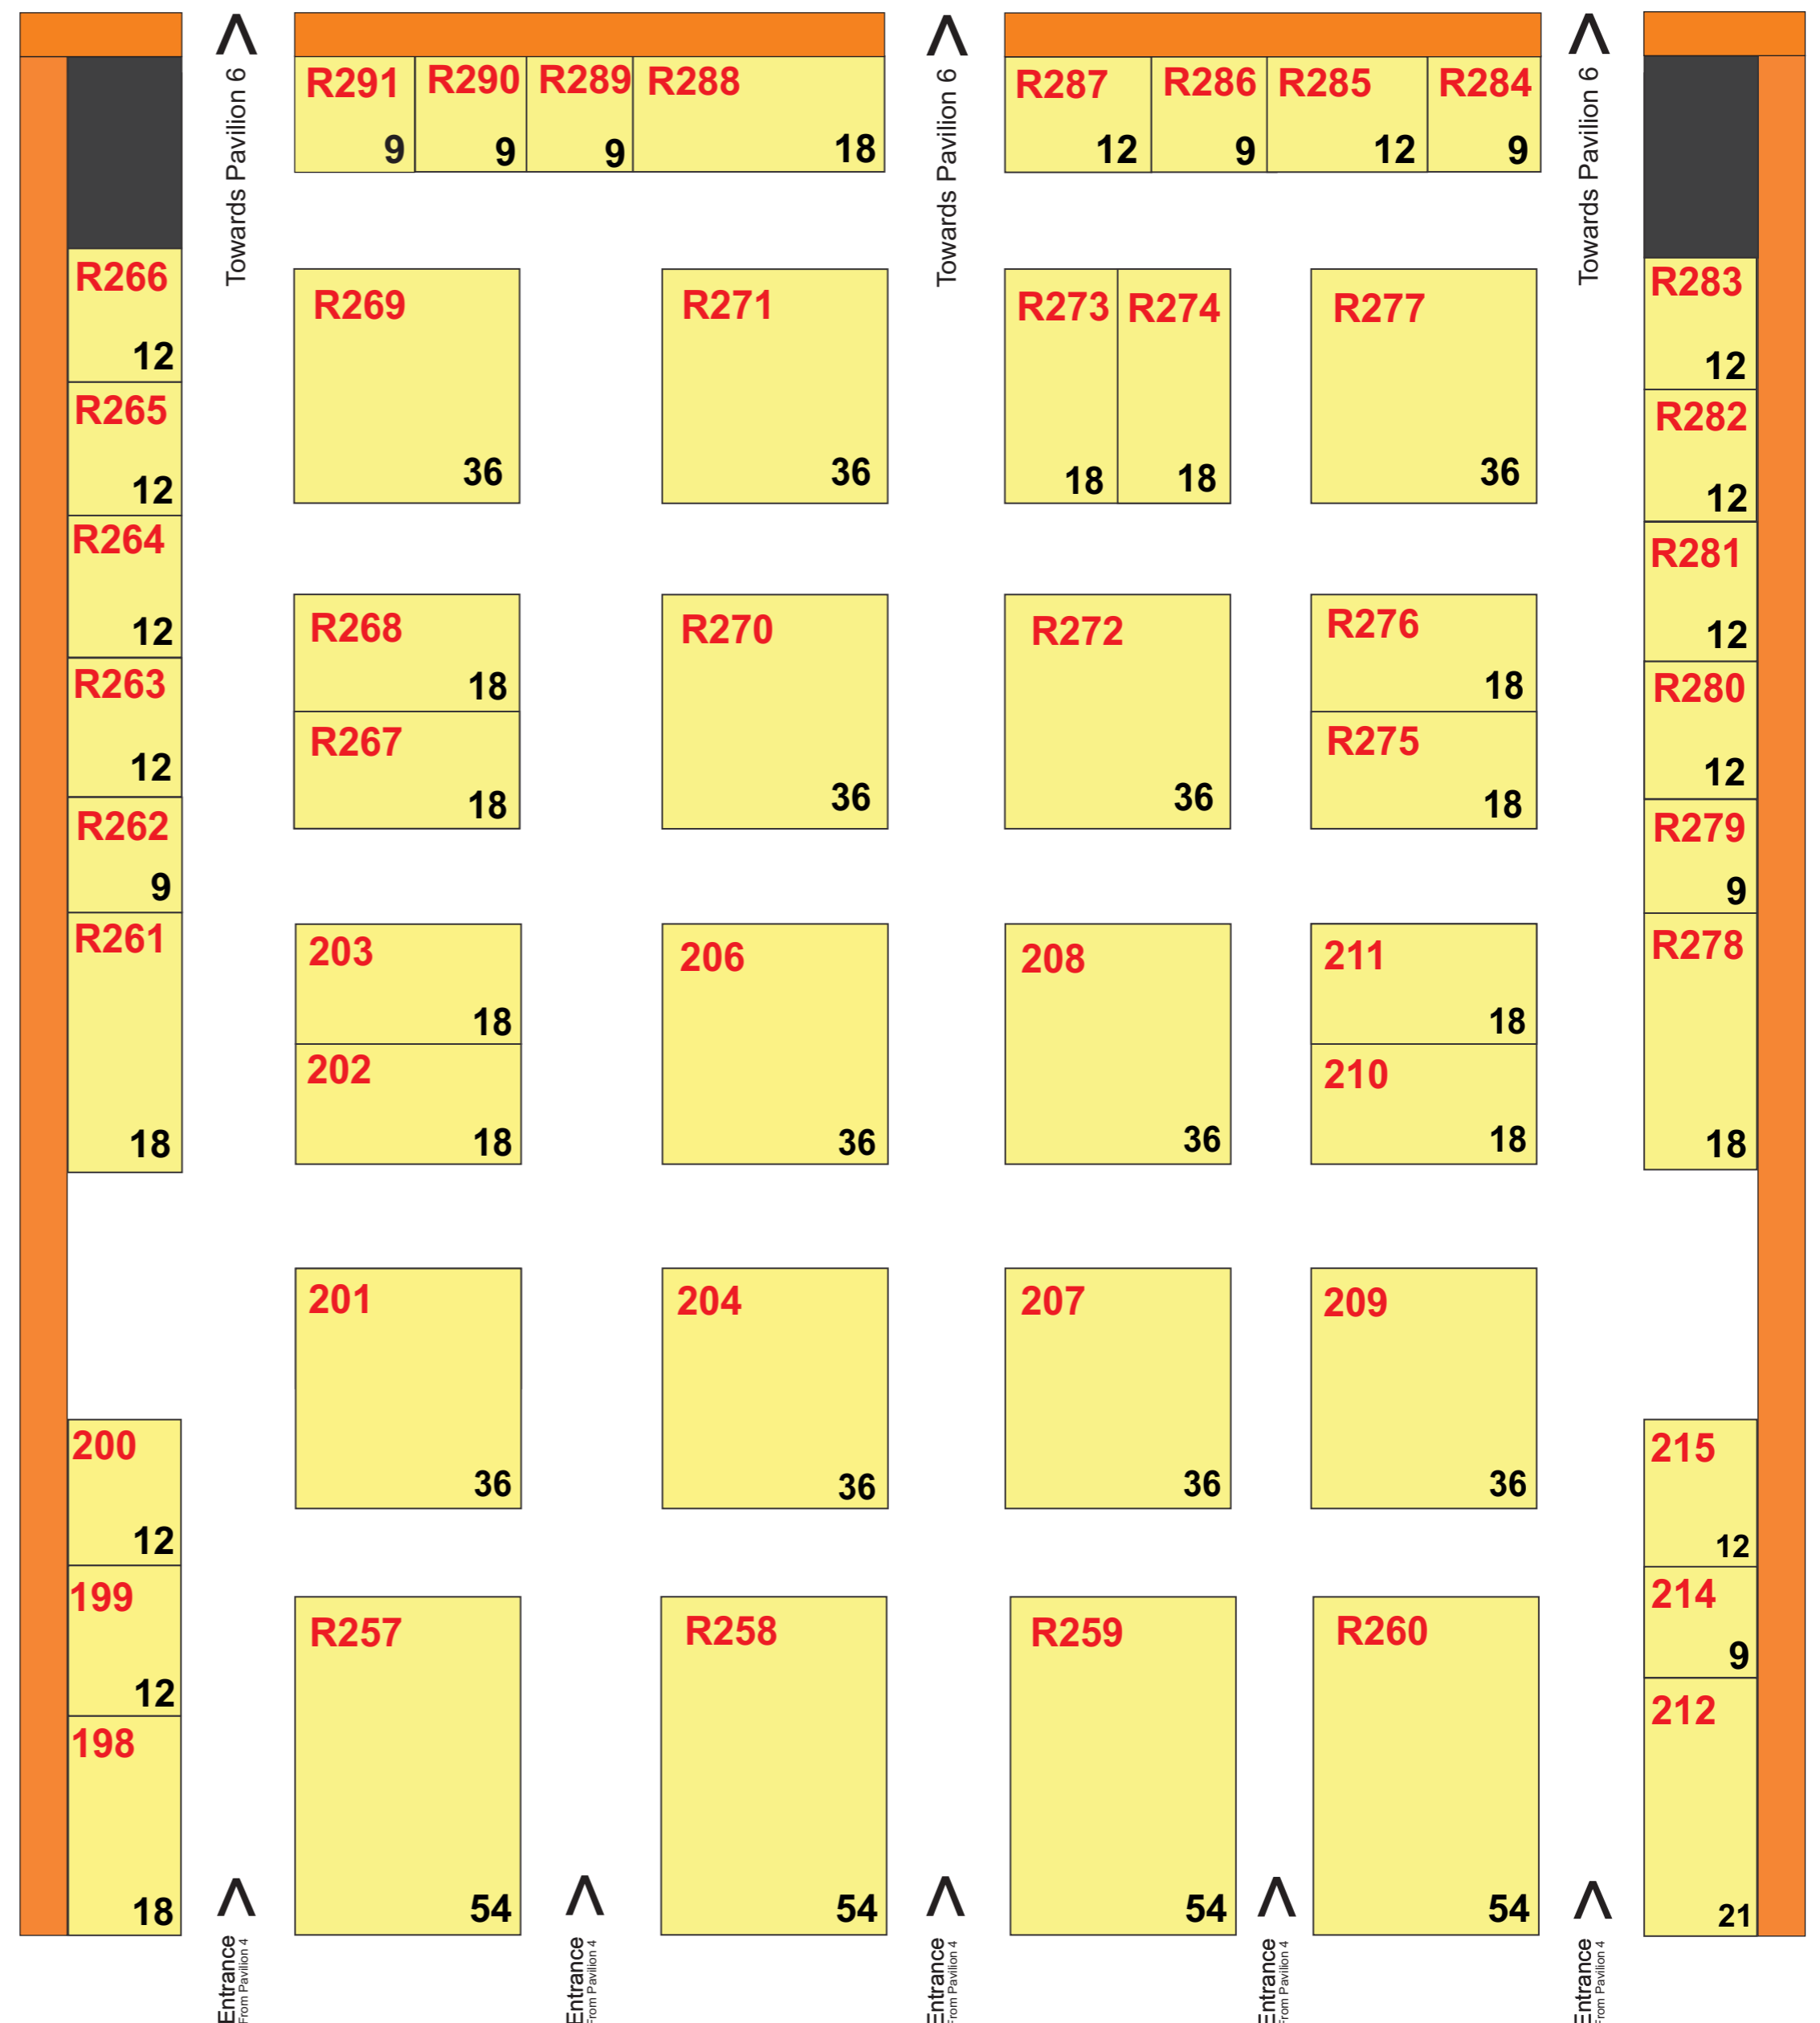 R291 R290 R289 R288 R287 R286 R285 R284
9 9 9 18 12 9 12 9
Towards Pavilion 6
Towards Pavilion 6
Towards Pavilion 6
R266 R269 R271 R273 R274 R277 R283
12 12
R265 R282
12 36 36 18 18 36 12
R264 R281
12 12
R268 R270 R272 R276
18 18
R263 R280
R267 R275
12 18 36 36 18 12
R262 R279
9 9
R261 203 206 208 211 R278
18 18
202 210
18 18 36 36 18 18
201 204 207 209
200 215
36 36 36 36
12 12
199 214
R257 R258 R259 R260
12 9
198 212
18 54 54 54 54 21
Entrance
From Pavilion 4
Entrance
From Pavilion 4
Entrance
From Pavilion 4
Entrance
From Pavilion 4
Entrance
From Pavilion 4